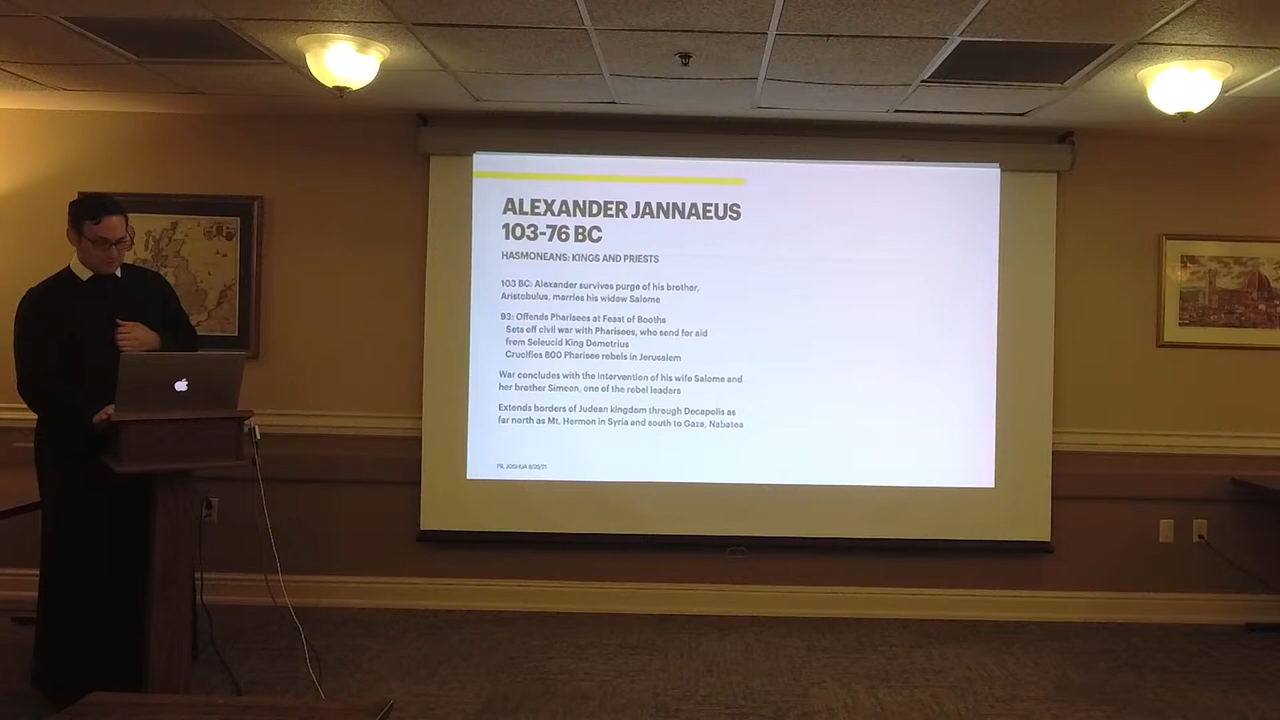 ALEXANDER JANNAEUS
103-76 BC
HASMONEANS: KINGS AND PRIESTS
103 BC: Alexander survives purge of his brother,
Aristobulus, marries his widow Salome
93: Offends Pharisees at Feast of Booths
Sets off civil war with Pharisees, who send for aid
from Seleucid King Demetrius
Crucifies 800 Pharisee rebels in Jerusalem
War concludes with the intervention of his wife Salome and
her brother Simeon, one of the rebel leaders
Extends borders of Judean kingdom through Decapolis as
far north as Mt. Hermon in Syria and south to Gaza, Nabatea
FR. JOSHUA